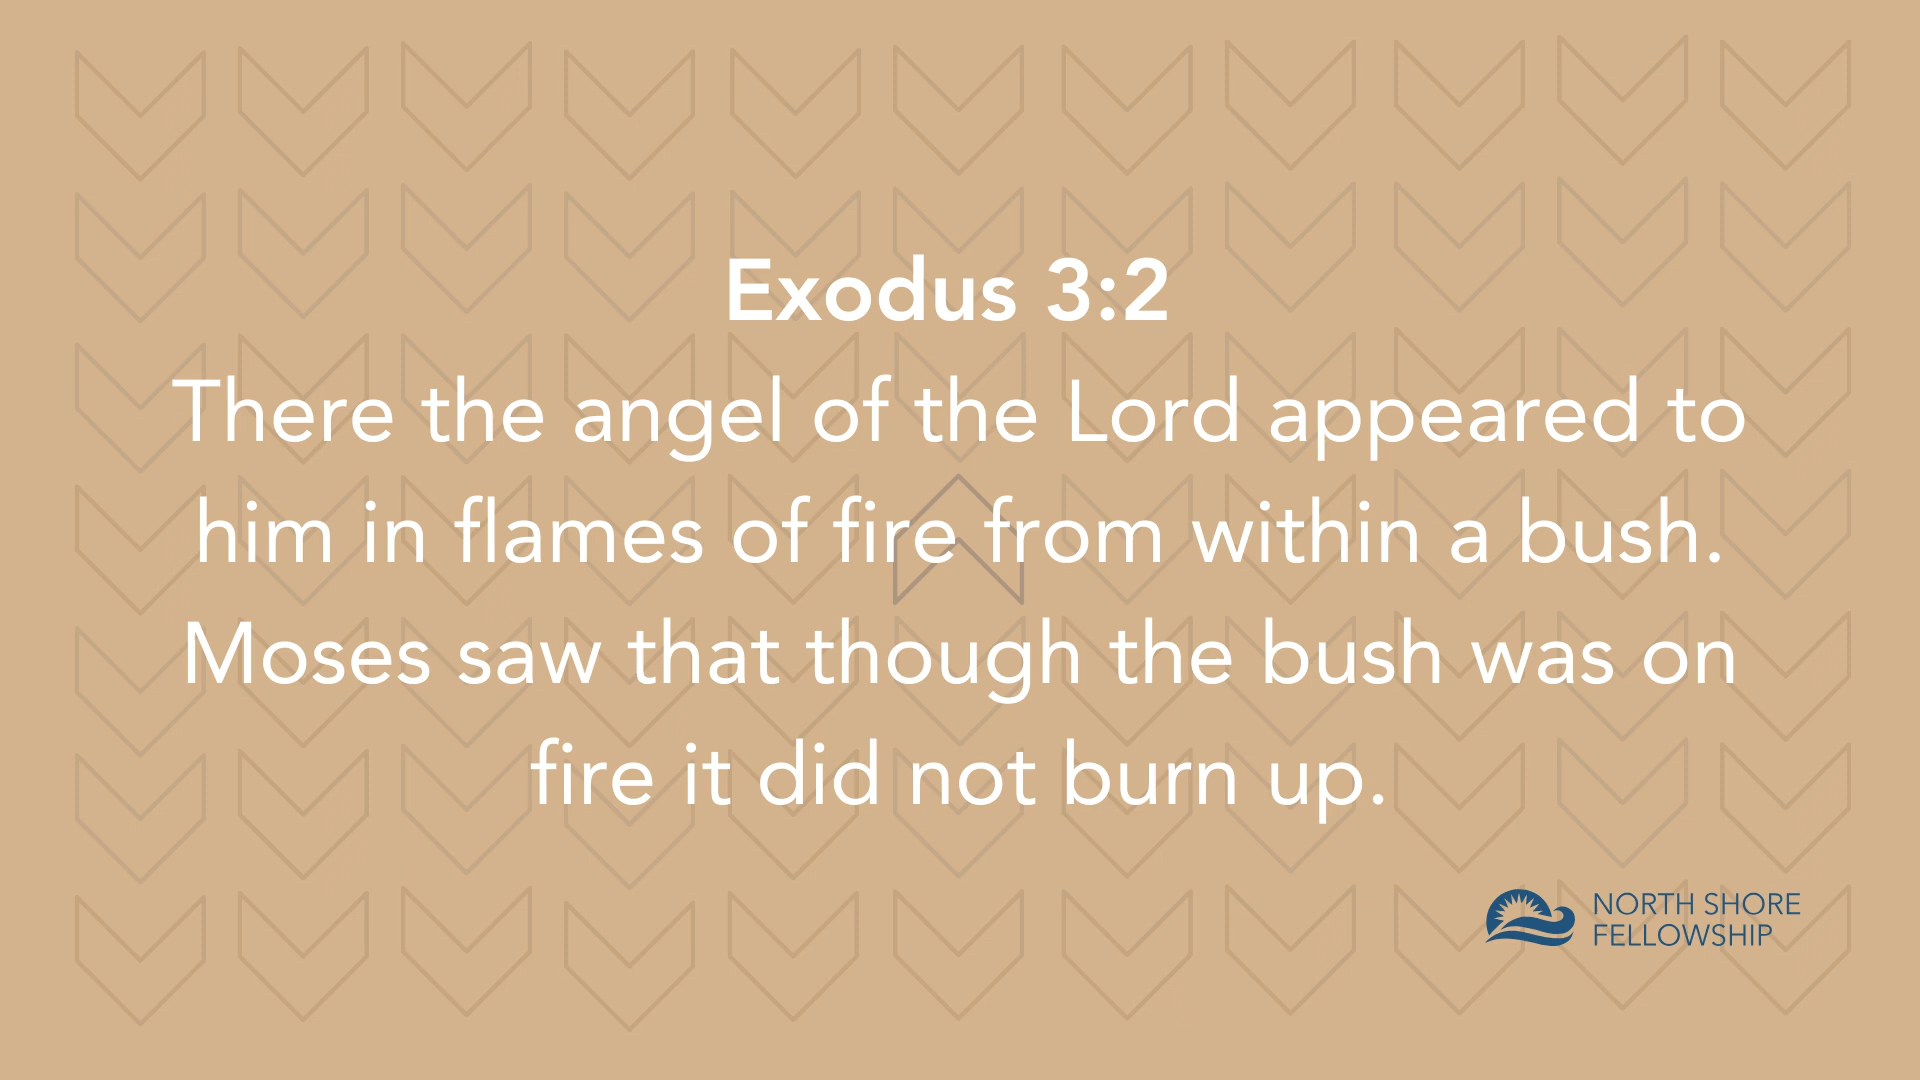 Exodus 3:2
There the angel of the Lord appeared to
him in flames of fire from within a bush.
Moses saw that though the bush was on
fire it did not burn up.
NORTH SHORE
FELLOWSHIP